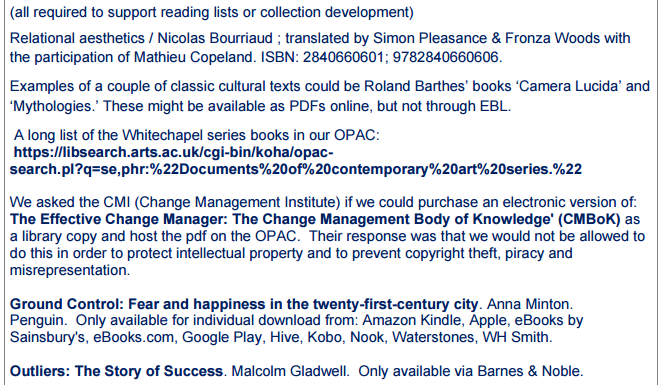 (all required to support reading lists or collection development)
Relational aesthetics / Nicolas Bourriaud ; translated by Simon Pleasance & Fronza Woods with
the participation of Mathieu Copeland. ISBN: 2840660601; 9782840660606.
Examples of a couple of classic cultural texts could be Roland Barthes' books 'Camera Lucida' and
'Mythologies.' These might be available as PDFs online, but not through EBL.
A long list of the Whitechapel series books in our OPAC:
https://libsearch.arts.ac.uk/cgi-bin/koha/opac-
search.pl?q=se,phr:%22Documents%20of%20contemporary%20art%20series.%22
We asked the CMI (Change Management Institute) if we could purchase an electronic version of:
The Effective Change Manager: The Change Management Body of Knowledge' (CMBoK) as
a library copy and host the pdf on the OPAC.  Their response was that we would not be allowed to
do this in order to protect intellectual property and to prevent copyright theft, piracy and
misrepresentation.
Ground Control: Fear and happiness in the twenty-first-century city. Anna Minton.
Penguin.  Only available for individual download from: Amazon Kindle, Apple, eBooks by
Sainsbury's, eBooks.com, Google Play, Hive, Kobo, Nook, Waterstones, WH Smith.
Outliers: The Story of Success. Malcolm Gladwell.  Only available via Barnes & Noble.